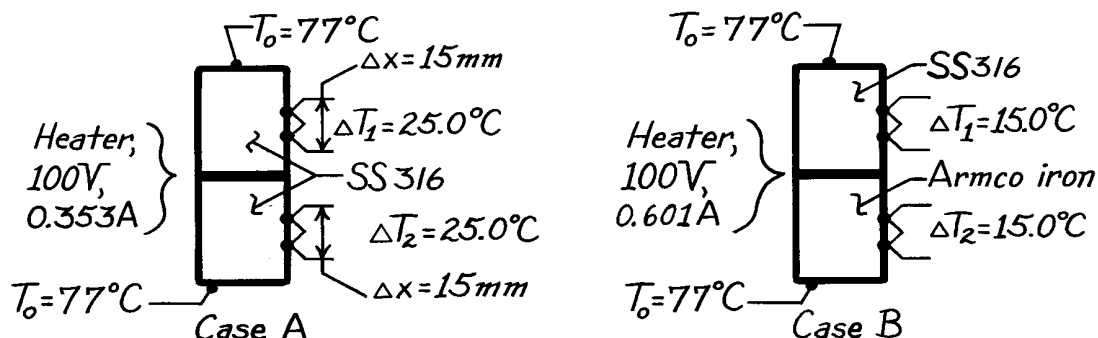 T₀=77°C
Δx=15mm
Heater,
100V,
0.353A
ΔT₁=25.0°C
SS316
ΔT₂=25.0°C
Δx=15mm
T₀=77°C
Case A
T₀=77°C
SS316
Heater,
100V,
0.601A
ΔT₁=15.0°C
Armco iron
ΔT₂=15.0°C
T₀=77°C
Case B